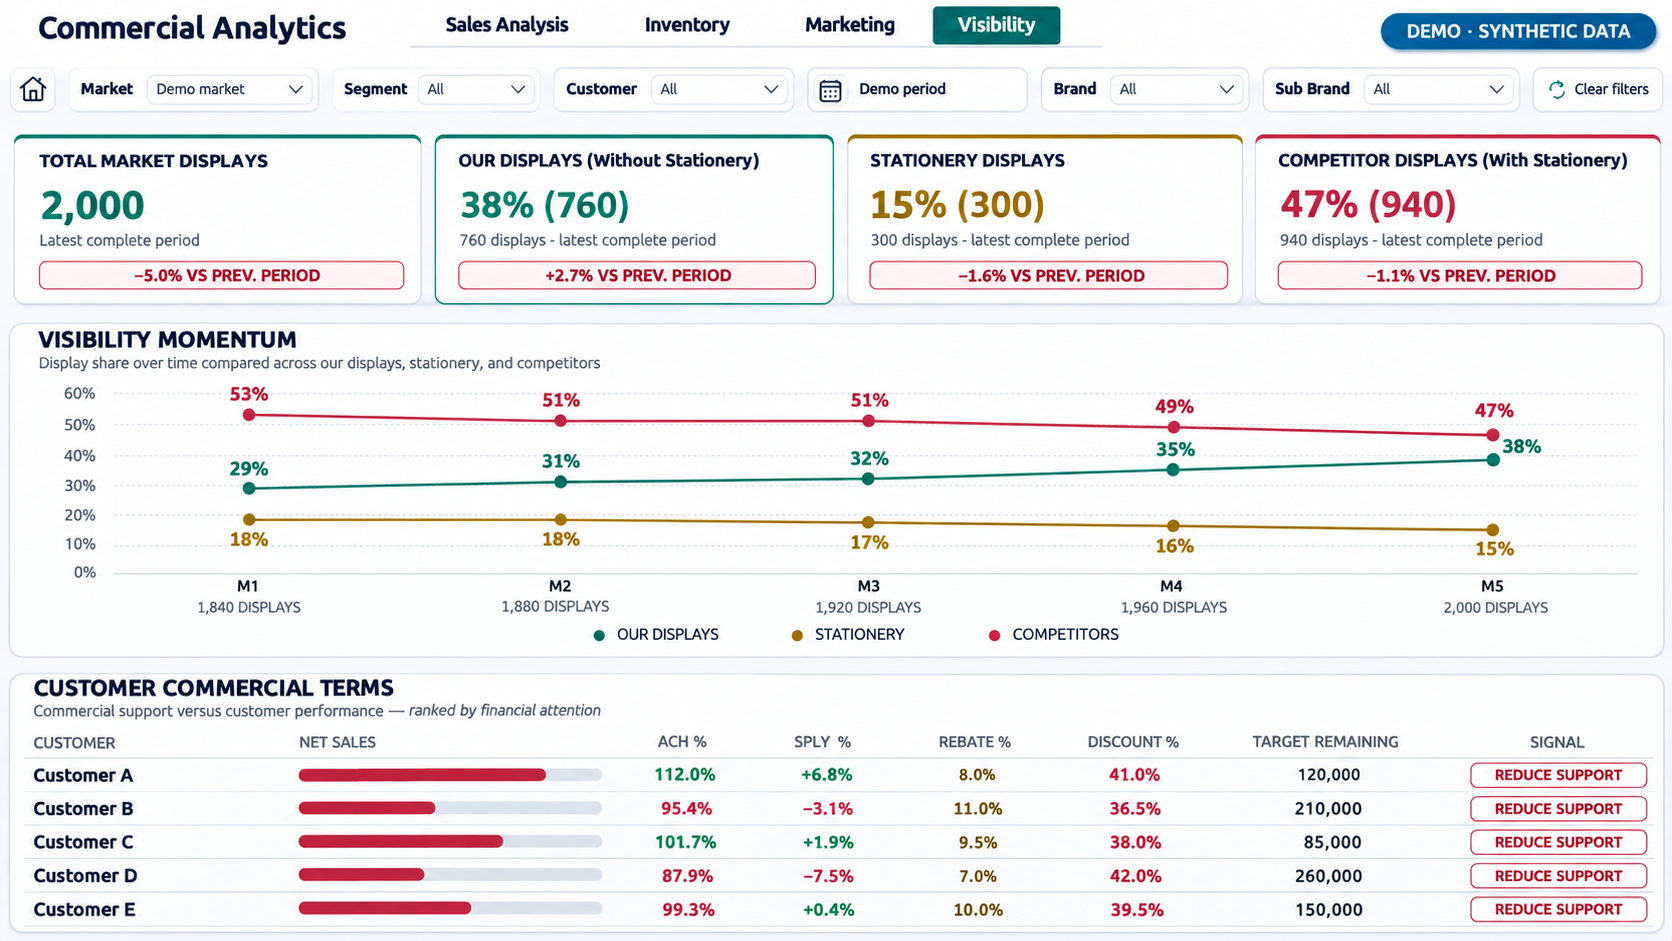 Commercial Analytics
Sales Analysis Inventory Marketing Visibility
DEMO · SYNTHETIC DATA
Market Demo market Segment All Customer All Demo period Brand All Sub Brand All Clear filters
TOTAL MARKET DISPLAYS
2,000
Latest complete period
−5.0% VS PREV. PERIOD
OUR DISPLAYS (Without Stationery)
38% (760)
760 displays - latest complete period
+2.7% VS PREV. PERIOD
STATIONERY DISPLAYS
15% (300)
300 displays - latest complete period
−1.6% VS PREV. PERIOD
COMPETITOR DISPLAYS (With Stationery)
47% (940)
940 displays - latest complete period
−1.1% VS PREV. PERIOD
VISIBILITY MOMENTUM
Display share over time compared across our displays, stationery, and competitors
60%
50%
40%
30%
20%
10%
0%
53% 51% 51% 49% 47%
29% 31% 32% 35% 38%
18% 18% 17% 16% 15%
M1 M2 M3 M4 M5
1,840 DISPLAYS 1,880 DISPLAYS 1,920 DISPLAYS 1,960 DISPLAYS 2,000 DISPLAYS
OUR DISPLAYS STATIONERY COMPETITORS
CUSTOMER COMMERCIAL TERMS
Commercial support versus customer performance — ranked by financial attention
CUSTOMER NET SALES ACH % SPLY % REBATE % DISCOUNT % TARGET REMAINING SIGNAL
Customer A 112.0% +6.8% 8.0% 41.0% 120,000 REDUCE SUPPORT
Customer B 95.4% −3.1% 11.0% 36.5% 210,000 REDUCE SUPPORT
Customer C 101.7% +1.9% 9.5% 38.0% 85,000 REDUCE SUPPORT
Customer D 87.9% −7.5% 7.0% 42.0% 260,000 REDUCE SUPPORT
Customer E 99.3% +0.4% 10.0% 39.5% 150,000 REDUCE SUPPORT